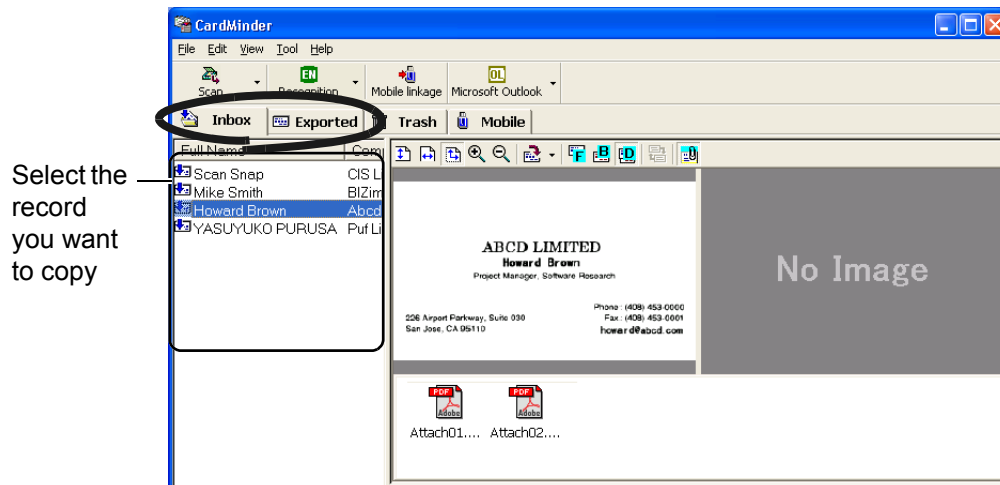 CardMinder
File Edit View Tool Help
EN OL
Scan Recognition Mobile linkage Microsoft Outlook
Inbox Exported Trash Mobile
Full Name Com
F B D
Select the
record
you want
to copy
Scan Snap CIS L
Mike Smith BIZim
Howard Brown Abcd
YASUYUKO PURUSA Puf Li
ABCD LIMITED
Howard Brown
Project Manager, Software Research
226 Airport Parkway, Suite 030
San Jose, CA 95110
Phone : (408) 453-0000
Fax : (408) 453-0001
howard@abcd.com
No Image
PDF Adobe PDF Adobe
Attach01.... Attach02....